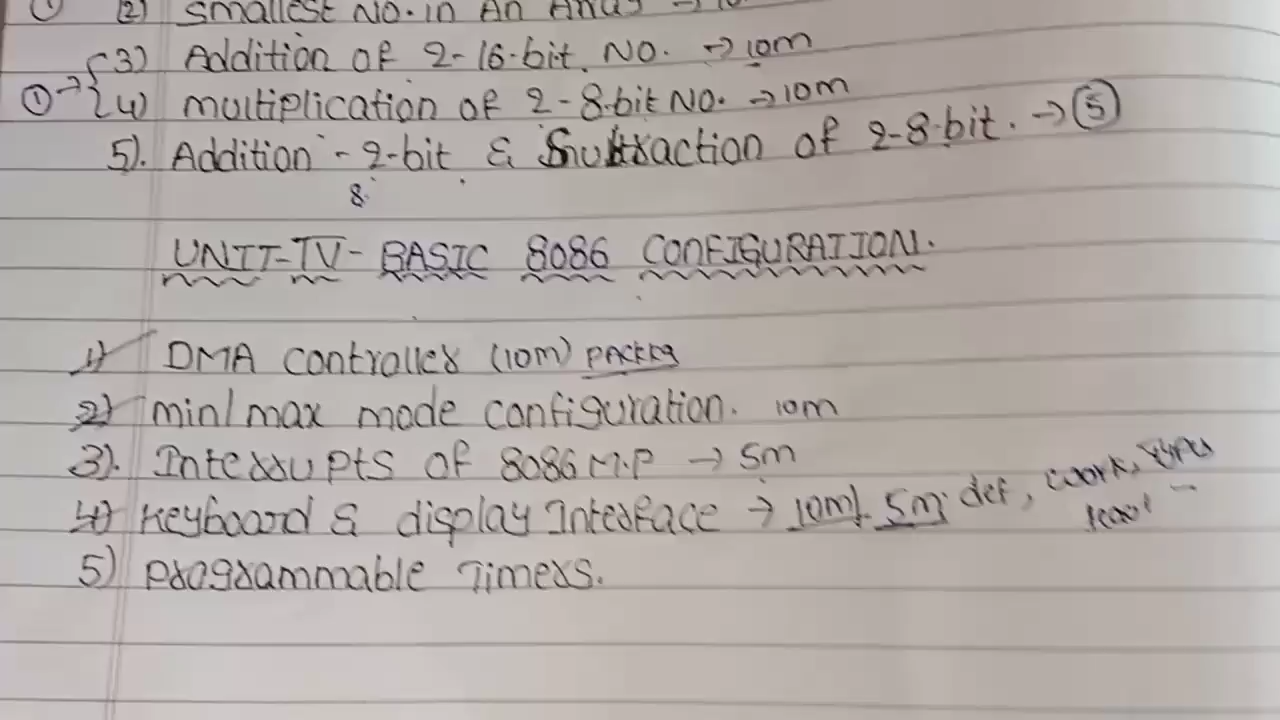 (2) Smallest No. in An Array →10
{3) Addition of 2-16-bit No. → 10m
①→{4) multiplication of 2-8-bit No. → 10m
5). Addition - 2-bit & Subtraction of 2-8-bit. → ⑤
8.
UNIT-IV- BASIC 8086 CONFIGURATION.
1) DMA controller (10m)
2) min/max mode configuration. 10m
3). Interrupts of 8086 M.P → 5m
4) Keyboard & display Interface → 10m). 5m; def, work, types
5) programmable Timers.